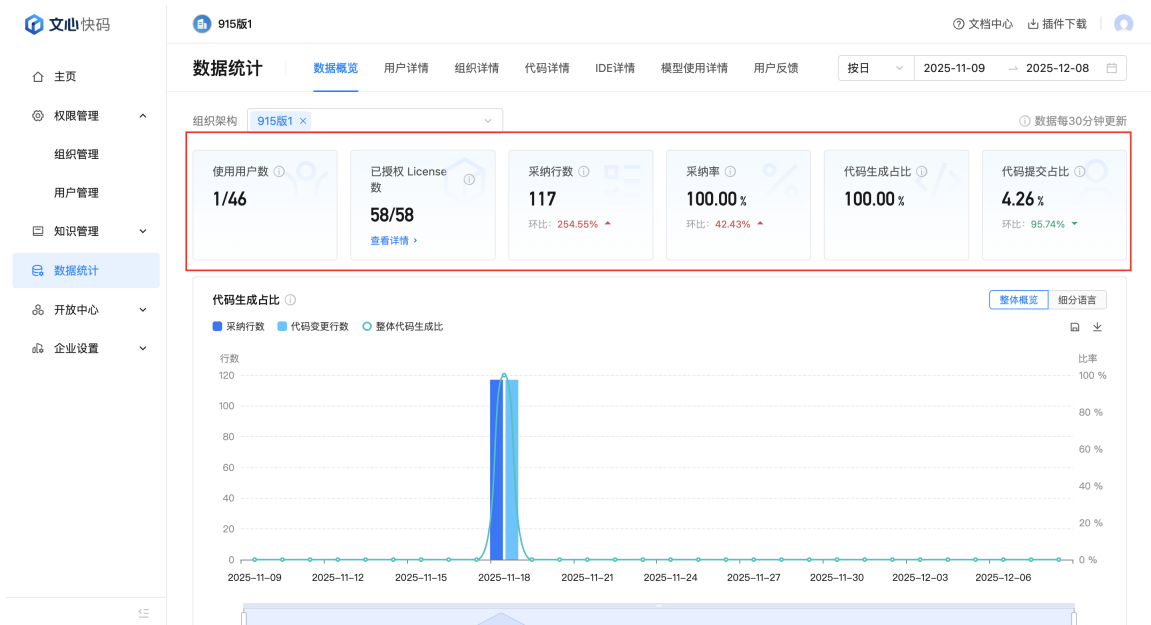 文心快码
915版1
文档中心
插件下载
主页
权限管理
组织管理
用户管理
知识管理
数据统计
开放中心
企业设置
数据统计
数据概览
用户详情
组织详情
代码详情
IDE详情
模型使用详情
用户反馈
按日
2025-11-09 → 2025-12-08
组织架构
915版1 ×
数据每30分钟更新
使用用户数
1/46
已授权 License
数
58/58
查看详情 ›
采纳行数
117
环比: 254.55%
采纳率
100.00 %
环比: 42.43%
代码生成占比
100.00 %
代码提交占比
4.26 %
环比: 95.74%
代码生成占比
整体概览
细分语言
采纳行数
代码变更行数
整体代码生成比
行数
比率
120
100
80
60
40
20
0
100 %
80 %
60 %
40 %
20 %
0 %
2025-11-09
2025-11-12
2025-11-15
2025-11-18
2025-11-21
2025-11-24
2025-11-27
2025-11-30
2025-12-03
2025-12-06